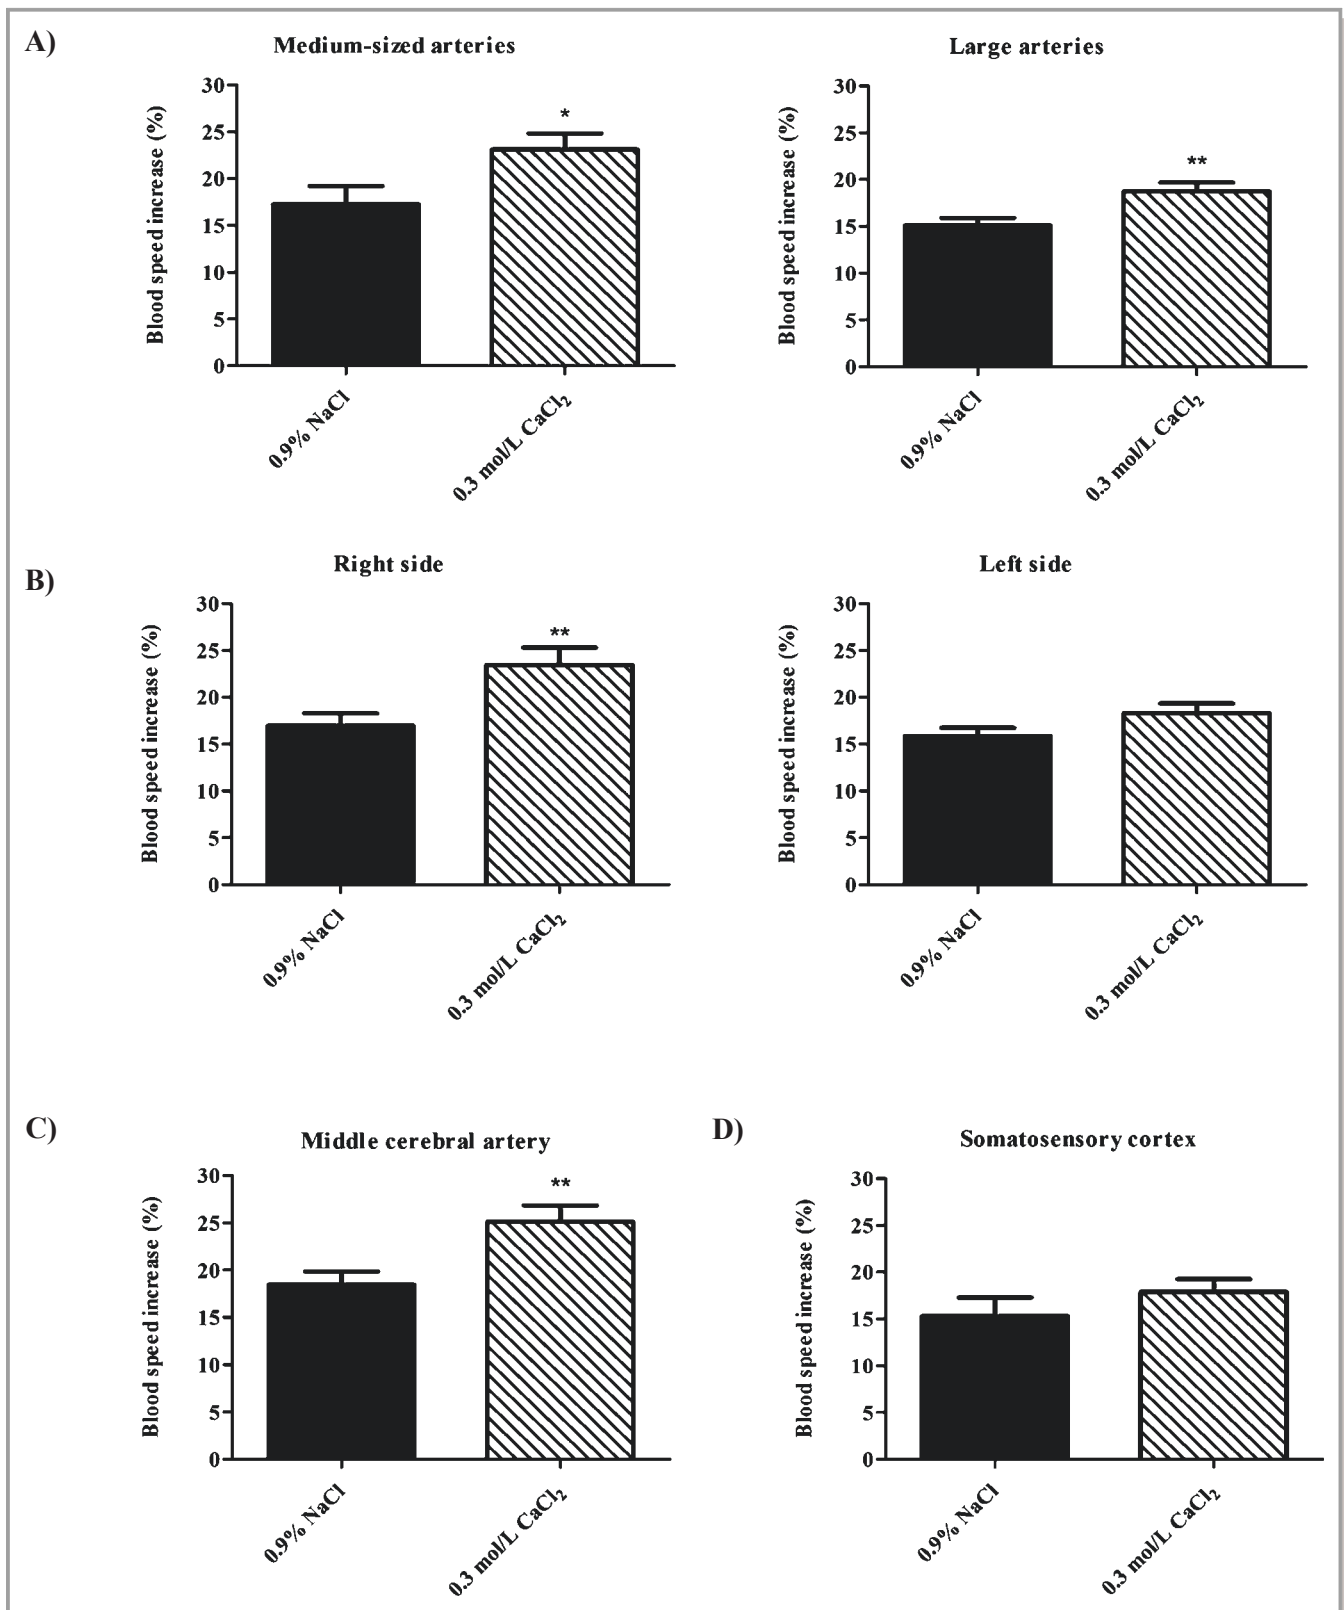 A)
Medium-sized arteries
Blood speed increase (%)
30
25
20
15
10
5
0
*
0.9% NaCl
0.3 mol/L CaCl₂
Large arteries
Blood speed increase (%)
30
25
20
15
10
5
0
**
0.9% NaCl
0.3 mol/L CaCl₂
B)
Right side
Blood speed increase (%)
30
25
20
15
10
5
0
**
0.9% NaCl
0.3 mol/L CaCl₂
Left side
Blood speed increase (%)
30
25
20
15
10
5
0
0.9% NaCl
0.3 mol/L CaCl₂
C)
Middle cerebral artery
Blood speed increase (%)
30
25
20
15
10
5
0
**
0.9% NaCl
0.3 mol/L CaCl₂
D)
Somatosensory cortex
Blood speed increase (%)
30
25
20
15
10
5
0
0.9% NaCl
0.3 mol/L CaCl₂